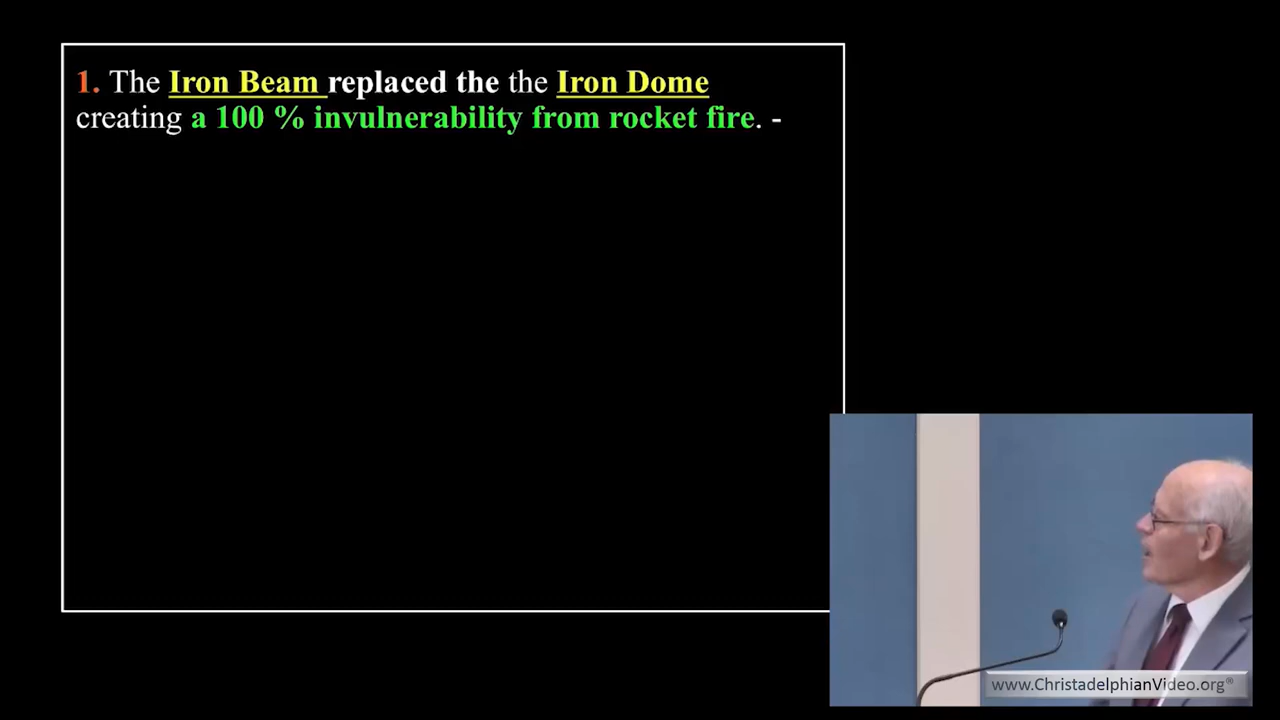 1. The Iron Beam replaced the the Iron Dome
creating a 100 % invulnerability from rocket fire. -
www.ChristadelphianVideo.org®